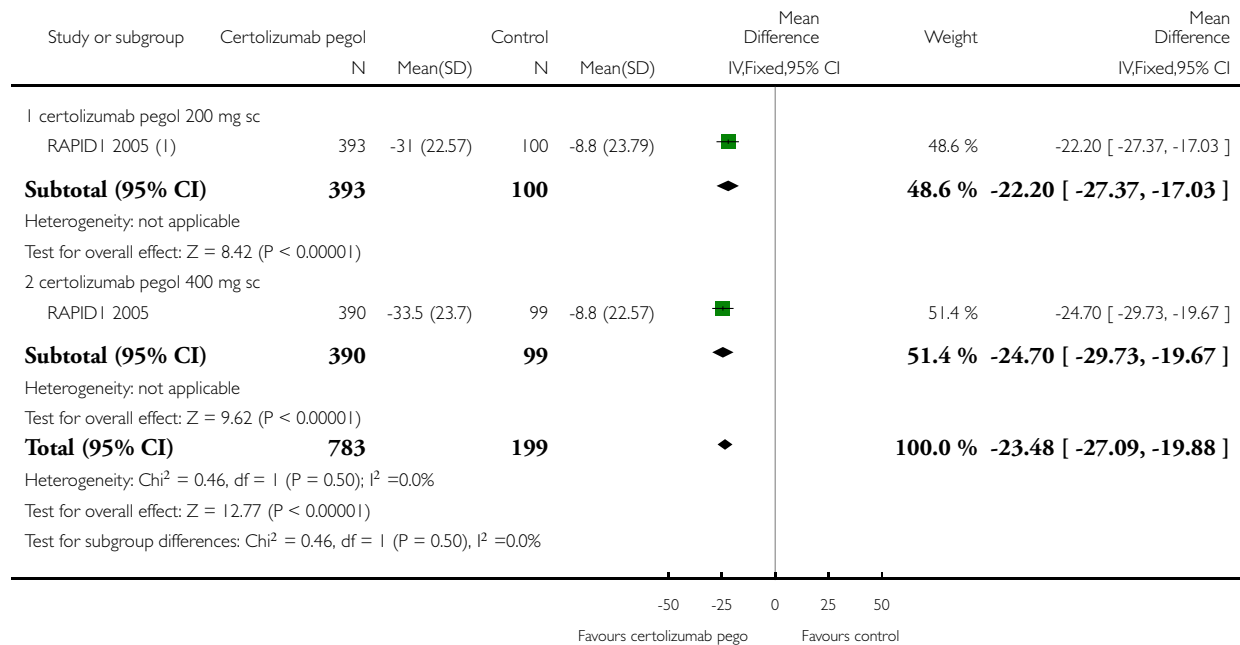 Mean Mean
Study or subgroup Certolizumab pegol Control Difference Weight Difference
N Mean(SD) N Mean(SD) IV,Fixed,95% CI IV,Fixed,95% CI
1 certolizumab pegol 200 mg sc
RAPID1 2005 (1) 393 -31 (22.57) 100 -8.8 (23.79) 48.6 % -22.20 [ -27.37, -17.03 ]
Subtotal (95% CI) 393 100 48.6 % -22.20 [ -27.37, -17.03 ]
Heterogeneity: not applicable
Test for overall effect: Z = 8.42 (P < 0.00001)
2 certolizumab pegol 400 mg sc
RAPID1 2005 390 -33.5 (23.7) 99 -8.8 (22.57) 51.4 % -24.70 [ -29.73, -19.67 ]
Subtotal (95% CI) 390 99 51.4 % -24.70 [ -29.73, -19.67 ]
Heterogeneity: not applicable
Test for overall effect: Z = 9.62 (P < 0.00001)
Total (95% CI) 783 199 100.0 % -23.48 [ -27.09, -19.88 ]
Heterogeneity: Chi² = 0.46, df = 1 (P = 0.50); I² =0.0%
Test for overall effect: Z = 12.77 (P < 0.00001)
Test for subgroup differences: Chi² = 0.46, df = 1 (P = 0.50), I² =0.0%
-50 -25 0 25 50
Favours certolizumab pego Favours control